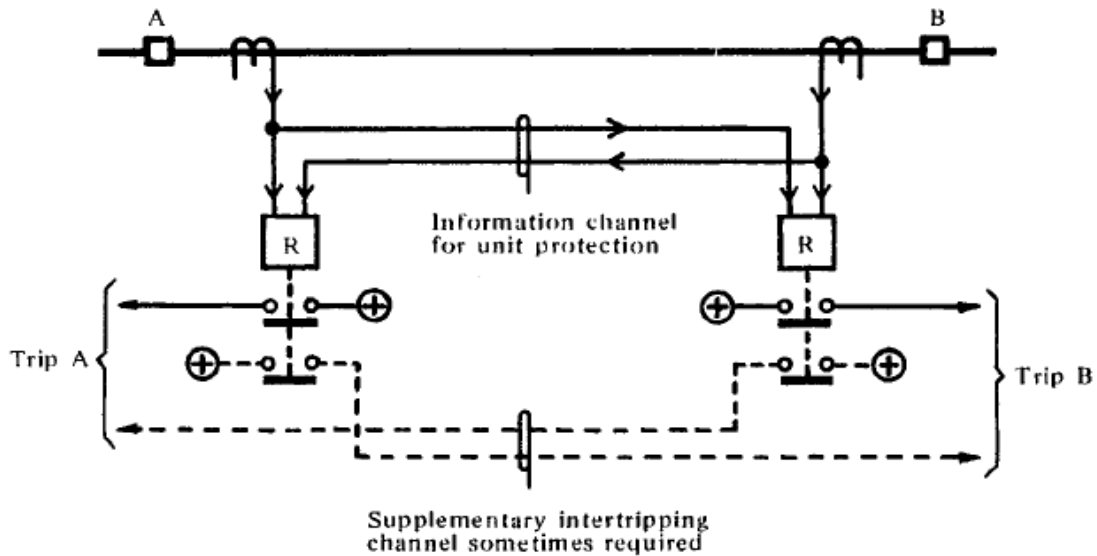 A
B
Information channel
for unit protection
R
R
Trip A
Trip B
Supplementary intertripping
channel sometimes required